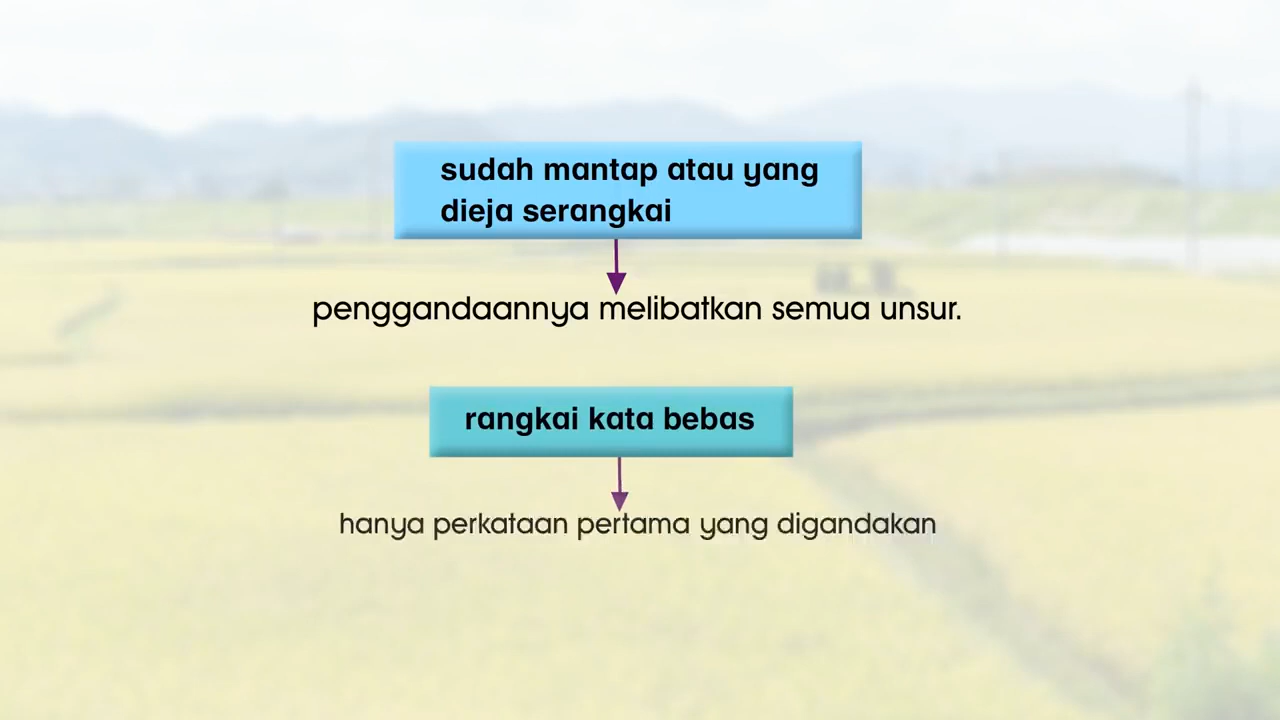 sudah mantap atau yang
dieja serangkai
penggandaannya melibatkan semua unsur.
rangkai kata bebas
hanya perkataan pertama yang digandakan